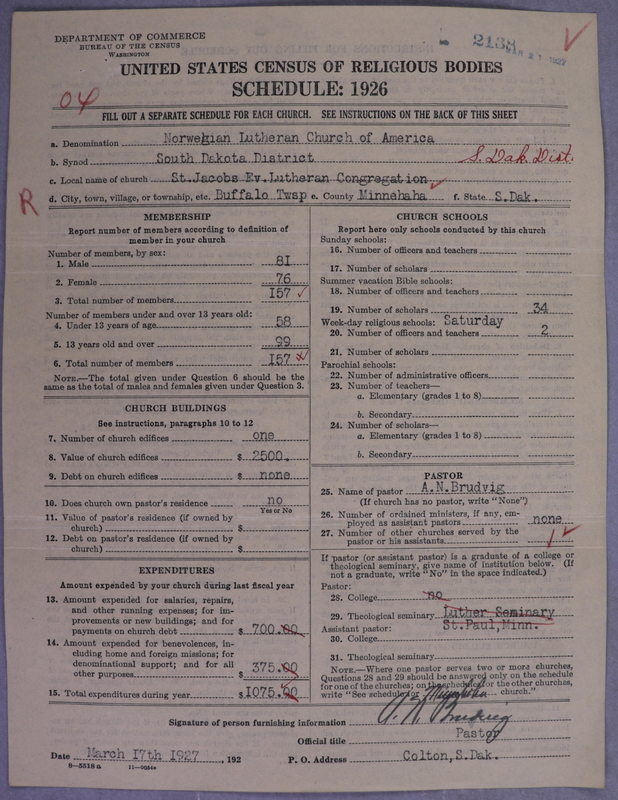 DEPARTMENT OF COMMERCE
BUREAU OF THE CENSUS
WASHINGTON
2138
UNITED STATES CENSUS OF RELIGIOUS BODIES
SCHEDULE: 1926
04
FILL OUT A SEPARATE SCHEDULE FOR EACH CHURCH. SEE INSTRUCTIONS ON THE BACK OF THIS SHEET
a. Denomination Norwegian Lutheran Church of America
b. Synod South Dakota District S. Dak. Dist.
c. Local name of church St.Jacobs Ev.Lutheran Congregation
R d. City, town, village, or township, etc. Buffalo Twsp e. County Minnehaha f. State S.Dak.
MEMBERSHIP
Report number of members according to definition of
member in your church
Number of members, by sex:
1. Male 81
2. Female 76
3. Total number of members 157
Number of members under and over 13 years old:
4. Under 13 years of age 58
5. 13 years old and over 99
6. Total number of members 157
NOTE.—The total given under Question 6 should be the
same as the total of males and females given under Question 3.
CHURCH BUILDINGS
See instructions, paragraphs 10 to 12
7. Number of church edifices one
8. Value of church edifices $ 2500.
9. Debt on church edifices $ none
10. Does church own pastor's residence no
Yes or No
11. Value of pastor's residence (if owned by
church) $
12. Debt on pastor's residence (if owned by
church) $
EXPENDITURES
Amount expended by your church during last fiscal year
13. Amount expended for salaries, repairs,
and other running expenses; for im-
provements or new buildings; and for
payments on church debt $ 700.00
14. Amount expended for benevolences, in-
cluding home and foreign missions; for
denominational support; and for all
other purposes $ 375.00
15. Total expenditures during year $ 1075.00
CHURCH SCHOOLS
Report here only schools conducted by this church
Sunday schools:
16. Number of officers and teachers
17. Number of scholars
Summer vacation Bible schools:
18. Number of officers and teachers
19. Number of scholars 34
Week-day religious schools: Saturday
20. Number of officers and teachers 2
21. Number of scholars
Parochial schools:
22. Number of administrative officers
23. Number of teachers—
a. Elementary (grades 1 to 8)
b. Secondary
24. Number of scholars—
a. Elementary (grades 1 to 8)
b. Secondary
PASTOR
25. Name of pastor A.N.Brudvig
(If church has no pastor, write "None")
26. Number of ordained ministers, if any, em-
ployed as assistant pastors none
27. Number of other churches served by the
pastor or his assistants
If pastor (or assistant pastor) is a graduate of a college or
theological seminary, give name of institution below. (If
not a graduate, write "No" in the space indicated.)
Pastor:
28. College no
29. Theological seminary Luther Seminary
Assistant pastor: St.Paul,Minn.
30. College
31. Theological seminary
NOTE.—Where one pastor serves two or more churches,
Questions 28 and 29 should be answered only on the schedule
for one of the churches; on the schedule for the other churches,
write "See schedule for church."
Signature of person furnishing information A. N. Brudvig
Official title Pastor
Date March 17th 1927, 192 P. O. Address Colton,S.Dak.
8—5518 a